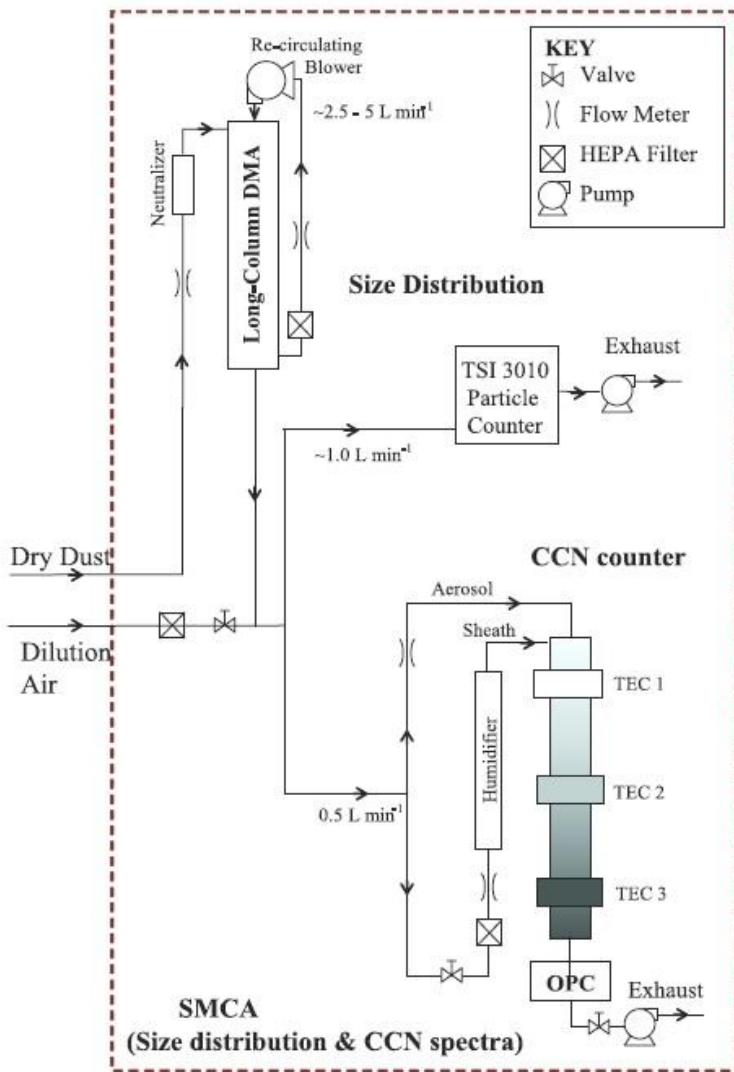 Re-circulating
Blower
~2.5 - 5 L min⁻¹
KEY
Valve
Flow Meter
HEPA Filter
Pump
Neutralizer
Long-Column DMA
Size Distribution
TSI 3010
Particle
Counter
Exhaust
~1.0 L min⁻¹
Dry Dust
CCN counter
Aerosol
Sheath
Dilution
Air
TEC 1
Humidifier
TEC 2
0.5 L min⁻¹
TEC 3
OPC
Exhaust
SMCA
(Size distribution & CCN spectra)